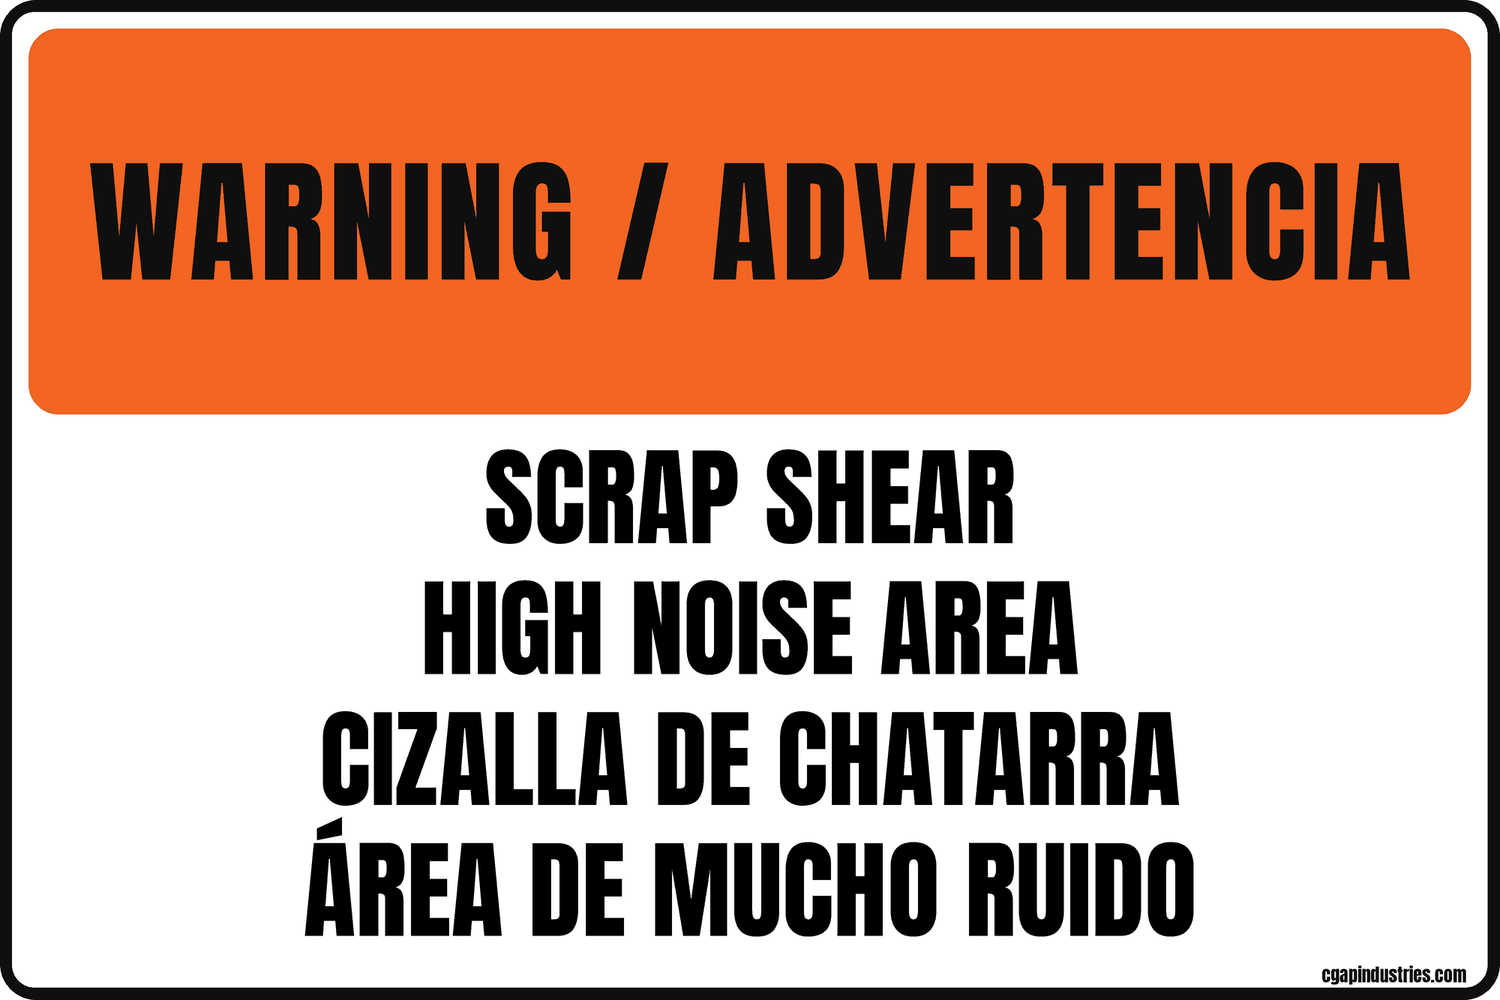 WARNING / ADVERTENCIA
SCRAP SHEAR
HIGH NOISE AREA
CIZALLA DE CHATARRA
ÁREA DE MUCHO RUIDO
cgapindustries.com